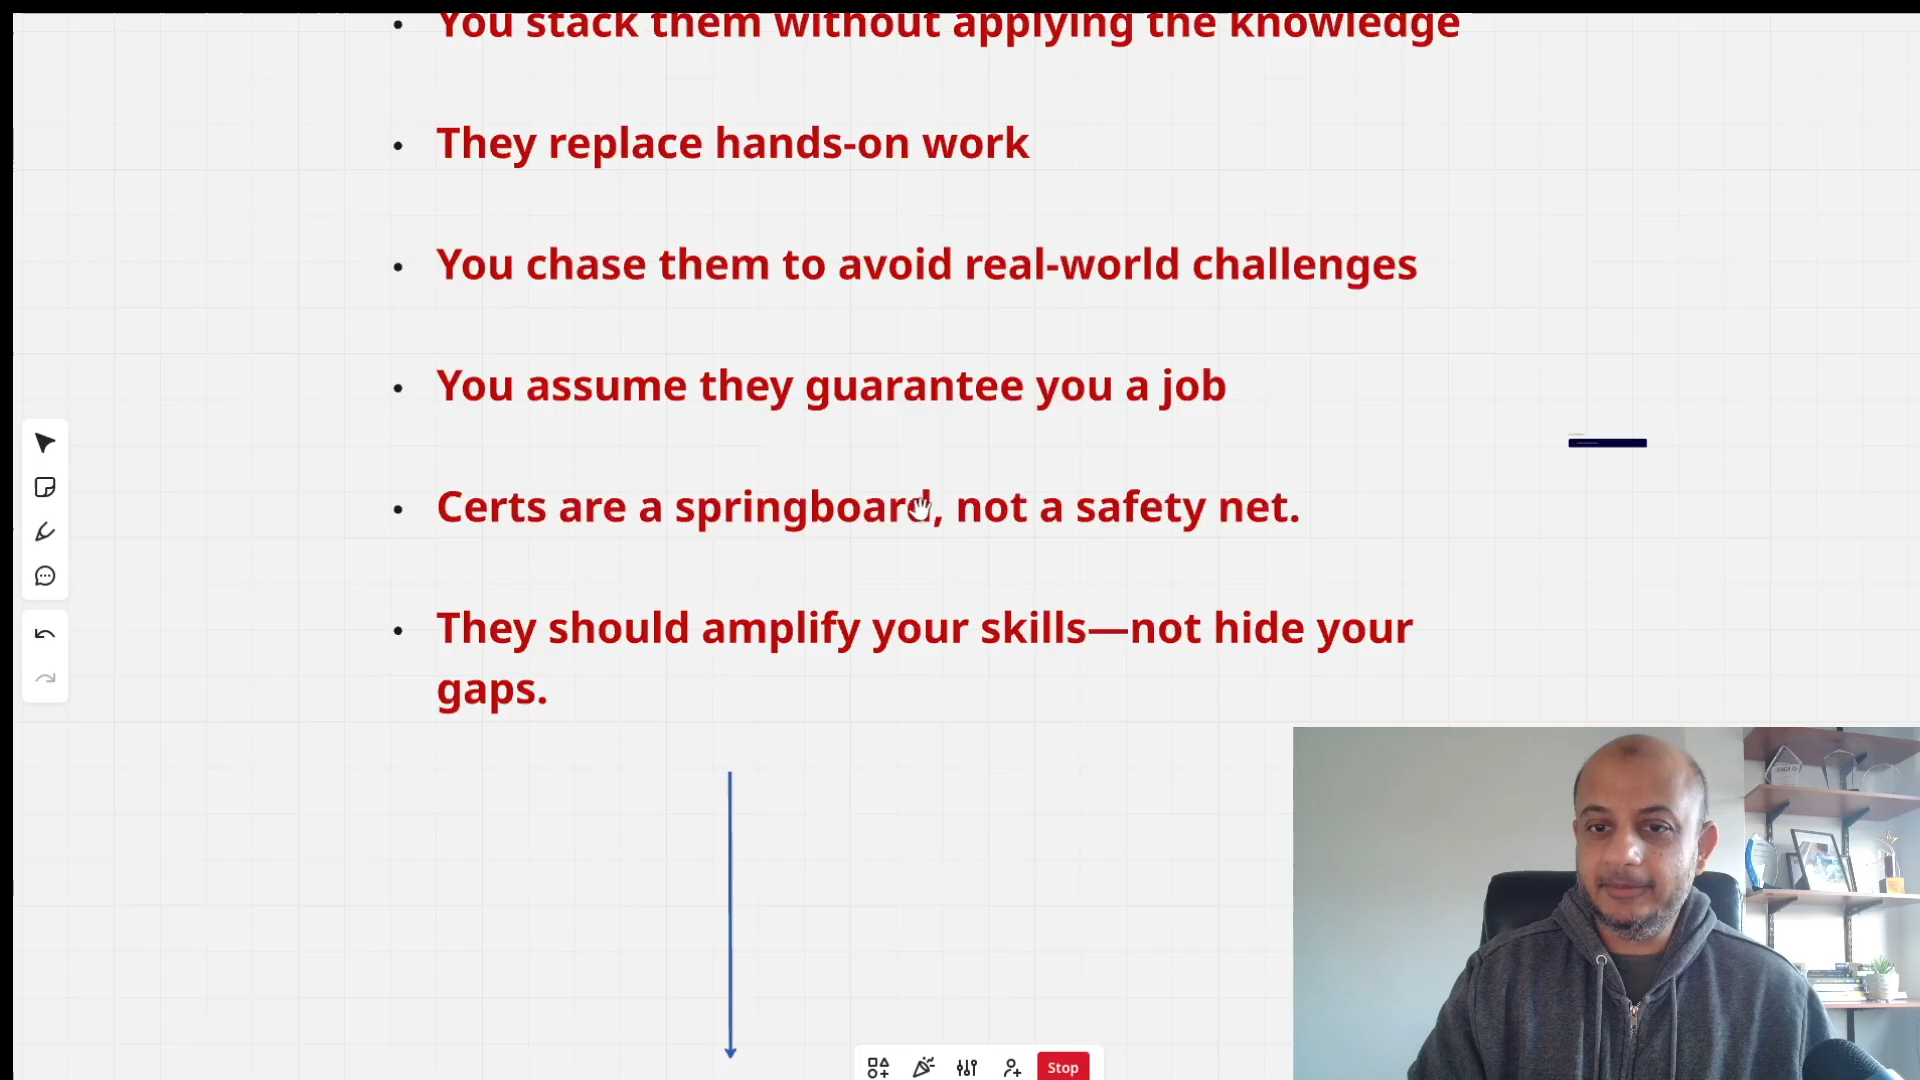 You stack them without applying the knowledge
They replace hands-on work
You chase them to avoid real-world challenges
You assume they guarantee you a job
Certs are a springboard, not a safety net.
They should amplify your skills—not hide your
gaps.
Stop